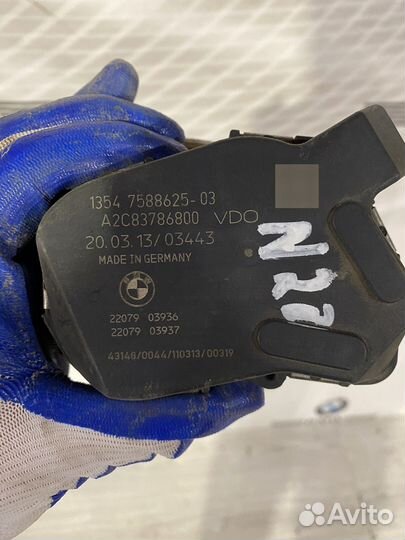 1354 7588625-03
A2C83786800 VDO
20.03.13/03443
MADE IN GERMANY
22079 03936
22079 03937
43146/0044/110313/00319
Avito